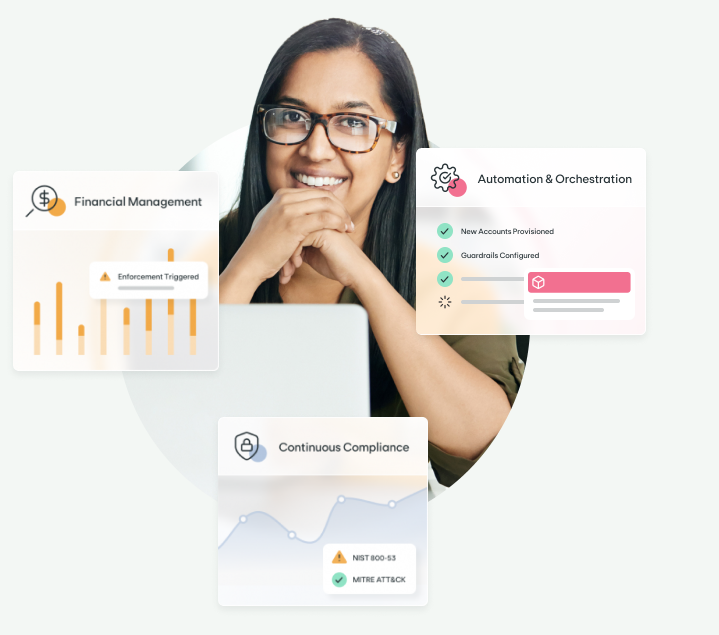 Financial Management
Enforcement Triggered
Automation & Orchestration
New Accounts Provisioned
Guardrails Configured
Continuous Compliance
NIST 800-53
MITRE ATT&CK